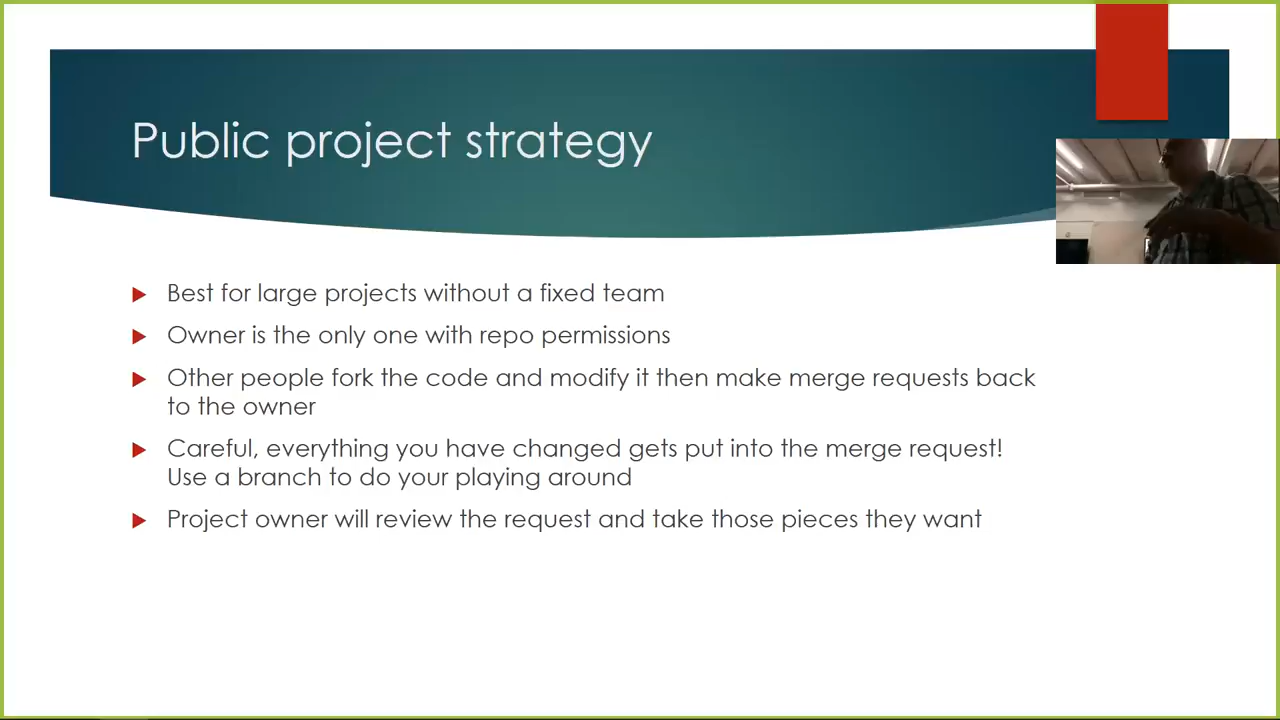 Public project strategy
Best for large projects without a fixed team
Owner is the only one with repo permissions
Other people fork the code and modify it then make merge requests back
to the owner
Careful, everything you have changed gets put into the merge request!
Use a branch to do your playing around
Project owner will review the request and take those pieces they want